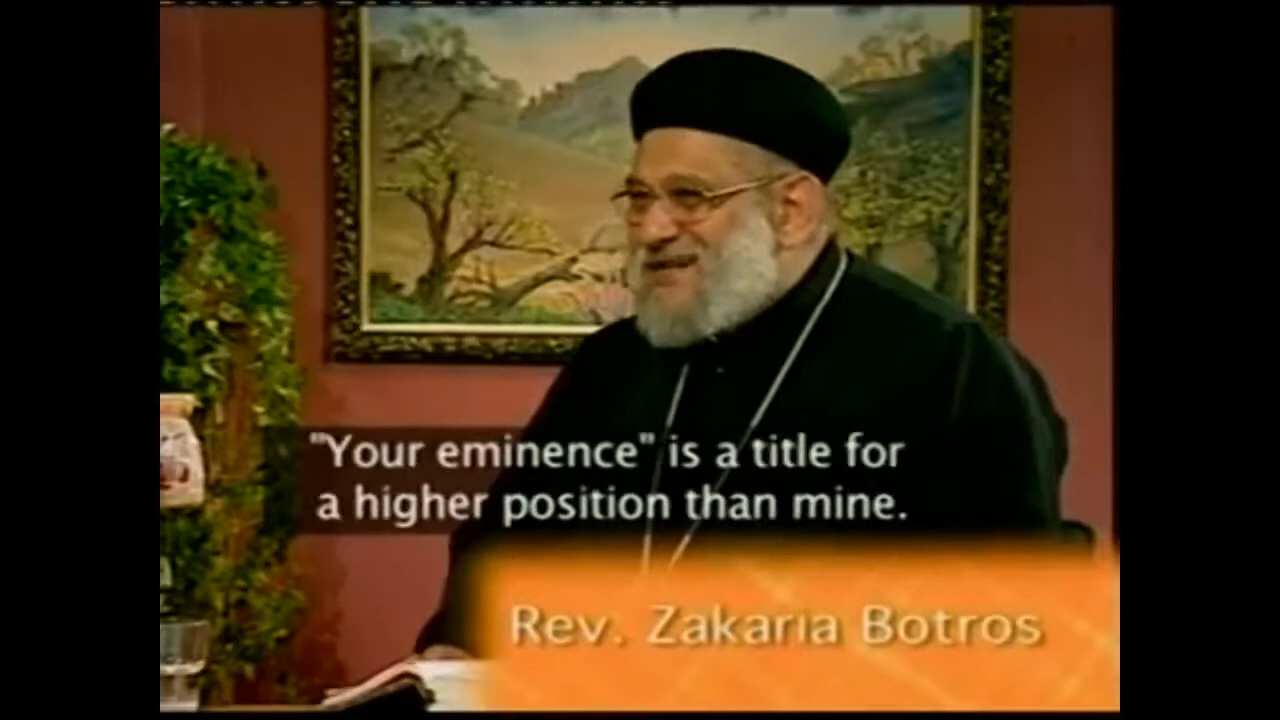 "Your eminence" is a title for
a higher position than mine.
Rev. Zakaria Botros